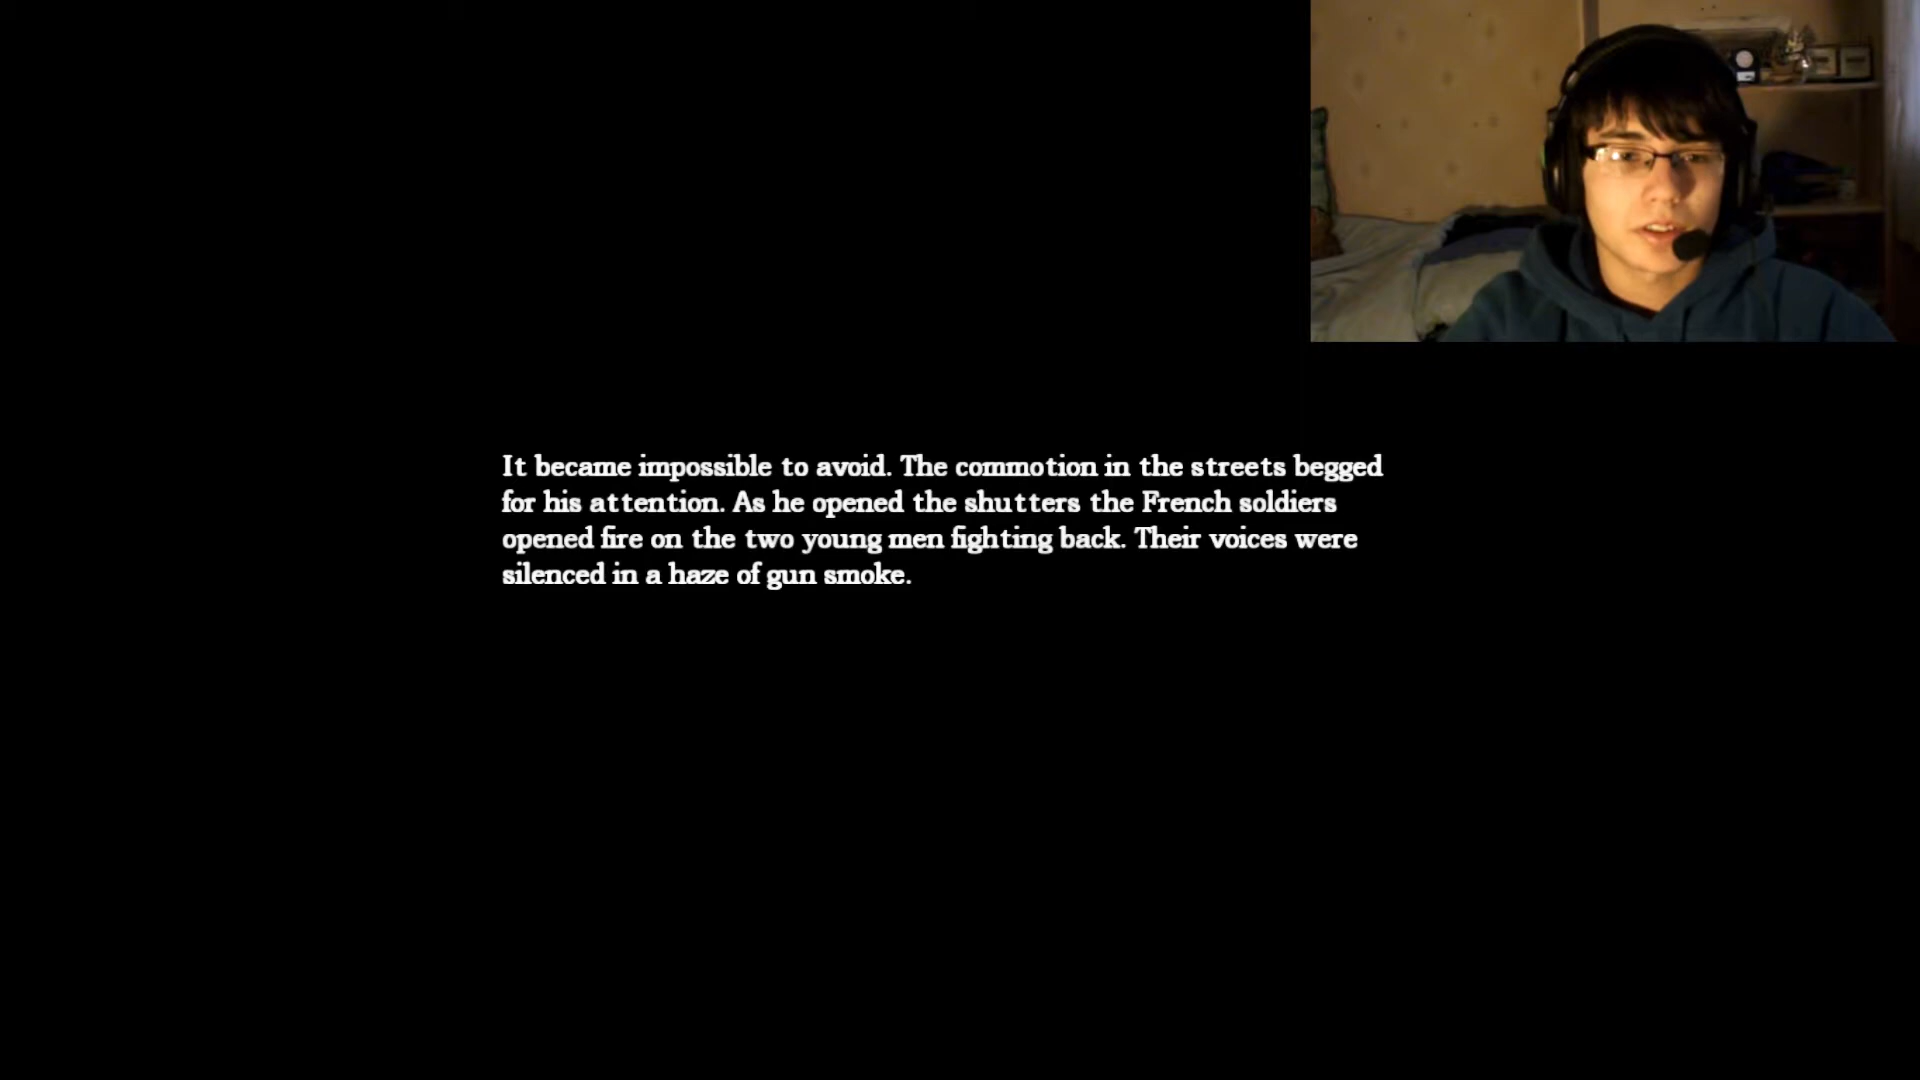 It became impossible to avoid. The commotion in the streets begged
for his attention. As he opened the shutters the French soldiers
opened fire on the two young men fighting back. Their voices were
silenced in a haze of gun smoke.